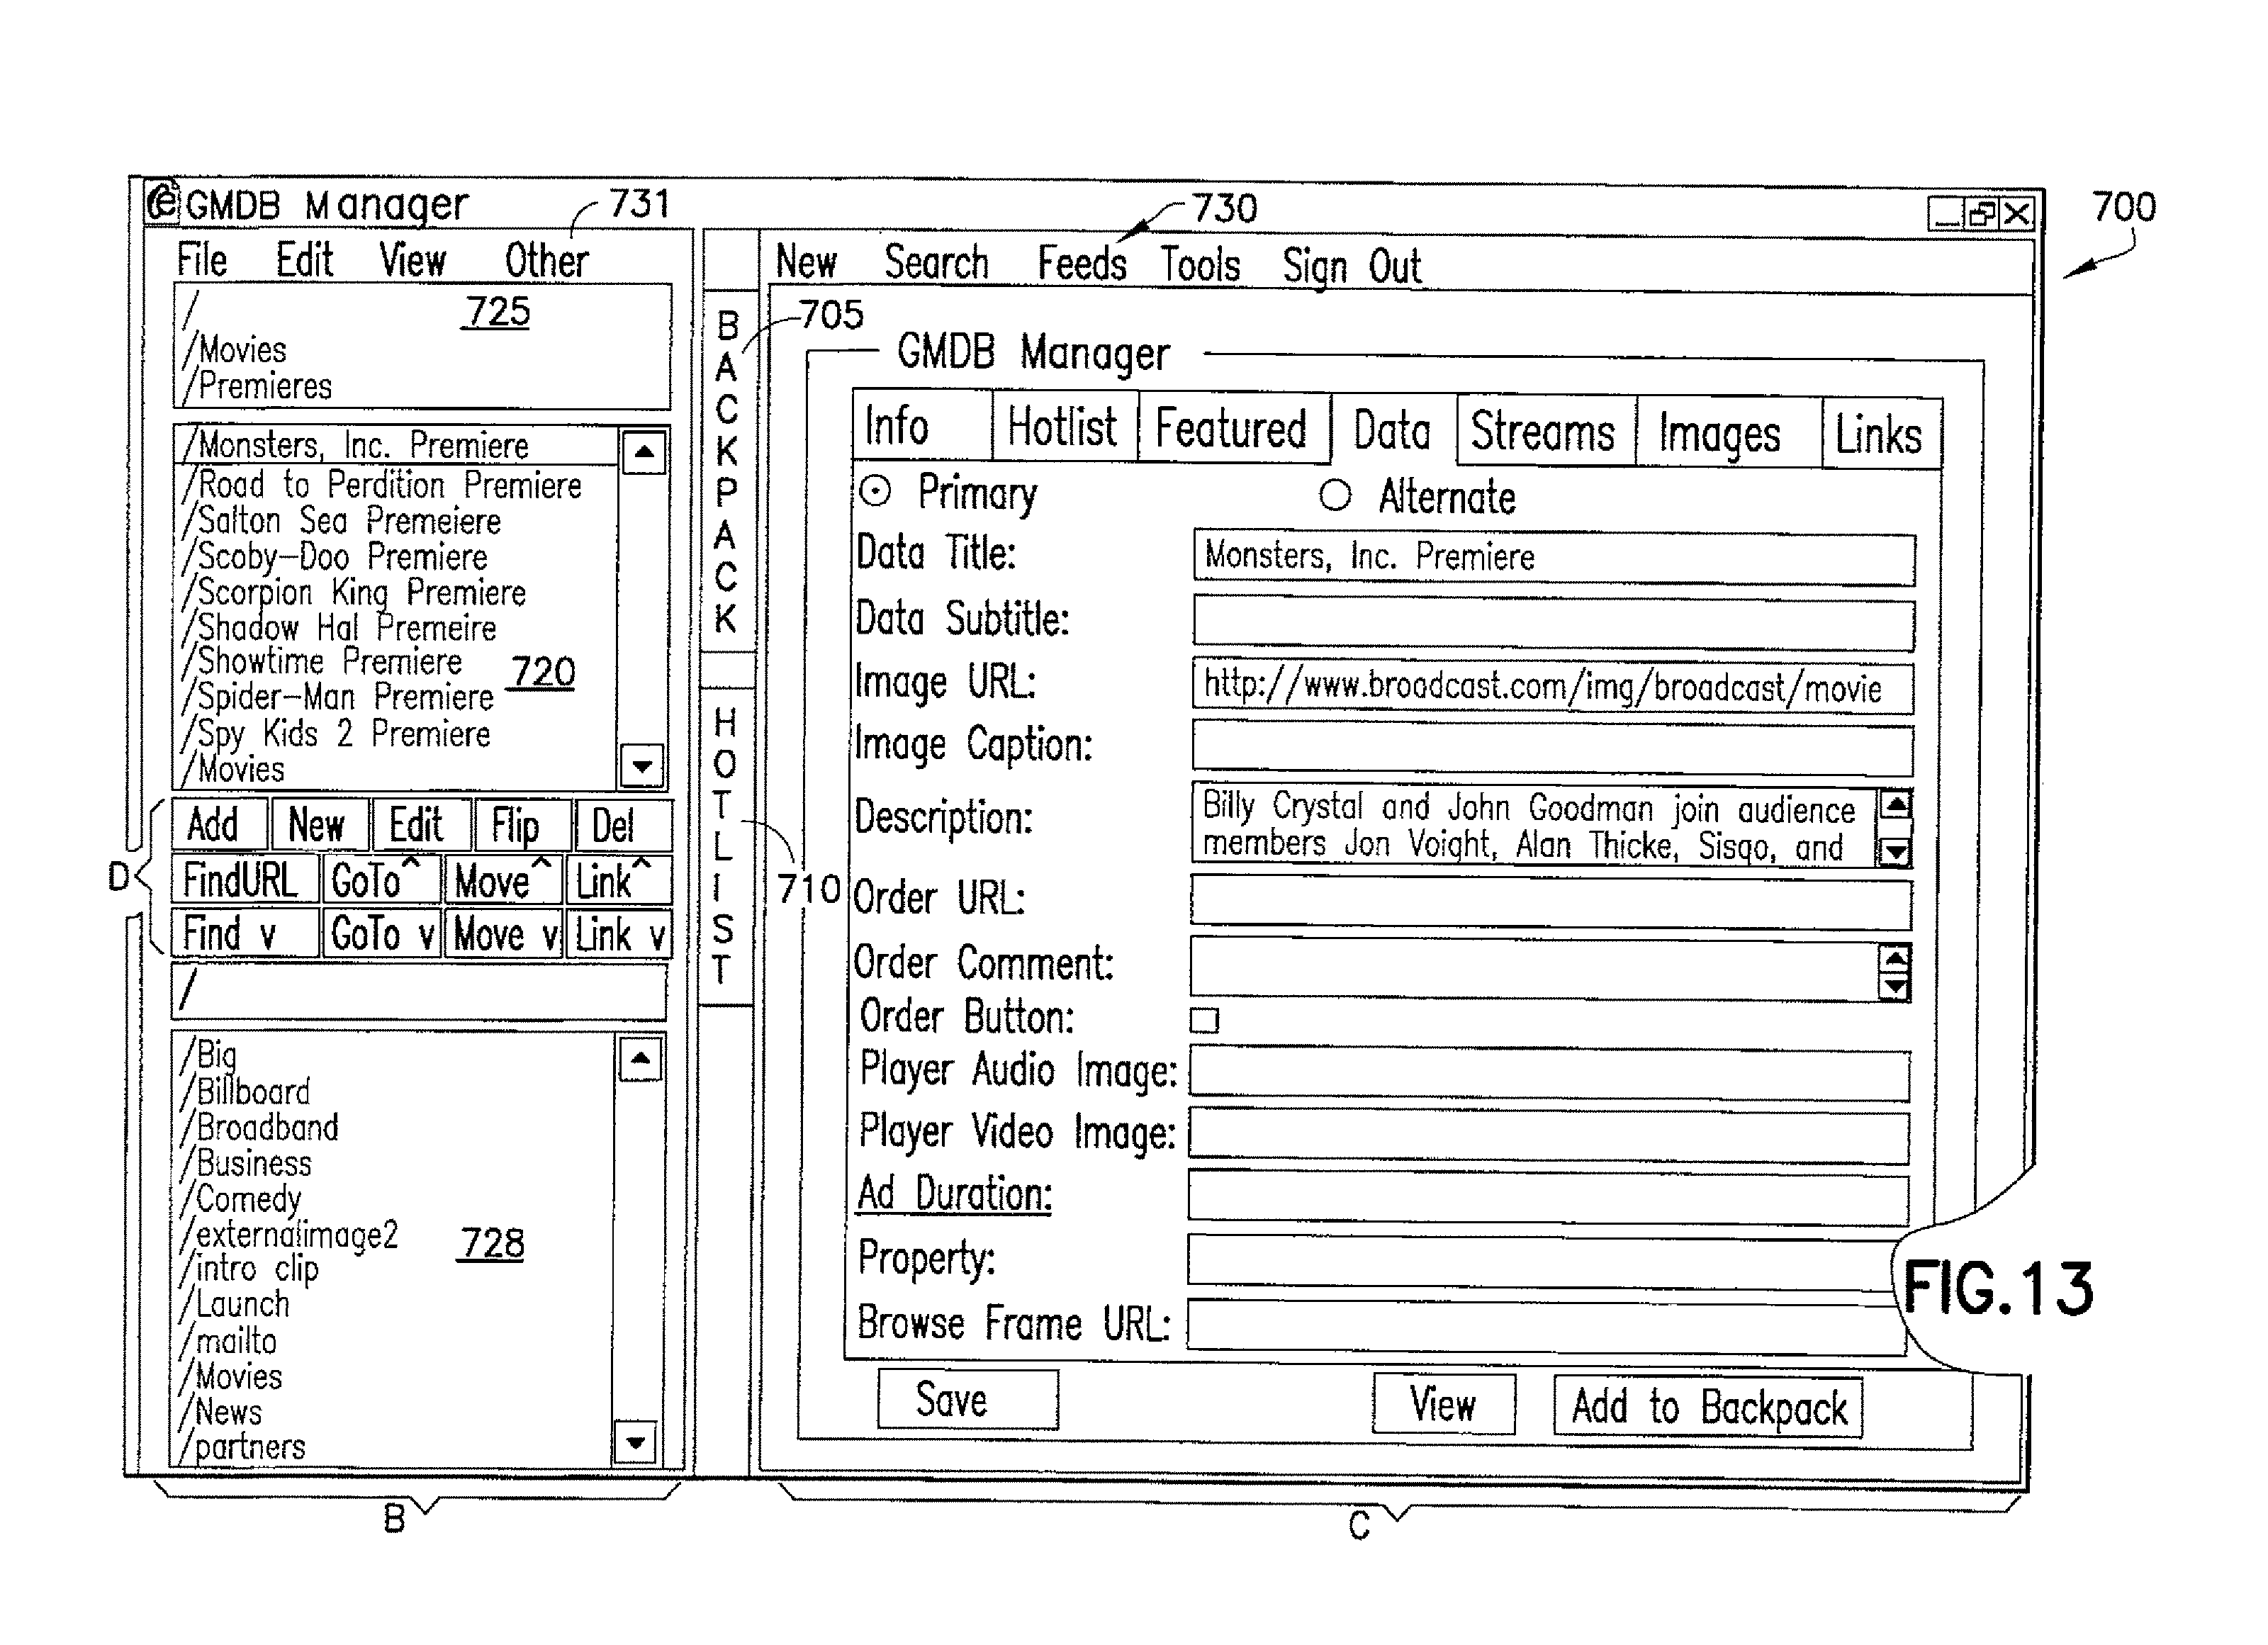 GMDB Manager
731
730
700
File Edit View Other
New Search Feeds Tools Sign Out
/
725
/Movies
/Premieres
BACKPACK
705
HOTLIST
710
/Monsters, Inc. Premiere
/Road to Perdition Premiere
/Salton Sea Premeiere
/Scoby-Doo Premiere
/Scorpion King Premiere
/Shadow Hal Premeire
/Showtime Premiere
720
/Spider-Man Premiere
/Spy Kids 2 Premiere
/Movies
D
Add New Edit Flip Del
FindURL GoTo^ Move^ Link^
Find v GoTo v Move v Link v
/
/Big
/Billboard
/Broadband
/Business
/Comedy
/externalimage2
728
/intro clip
/Launch
/mailto
/Movies
/News
/partners
B
GMDB Manager
Info Hotlist Featured Data Streams Images Links
Primary Alternate
Data Title: Monsters, Inc. Premiere
Data Subtitle:
Image URL: http://www.broadcast.com/img/broadcast/movie
Image Caption:
Description: Billy Crystal and John Goodman join audience
members Jon Voight, Alan Thicke, Sisqo, and
Order URL:
Order Comment:
Order Button:
Player Audio Image:
Player Video Image:
Ad Duration:
Property:
Browse Frame URL:
Save View Add to Backpack
C
FIG.13